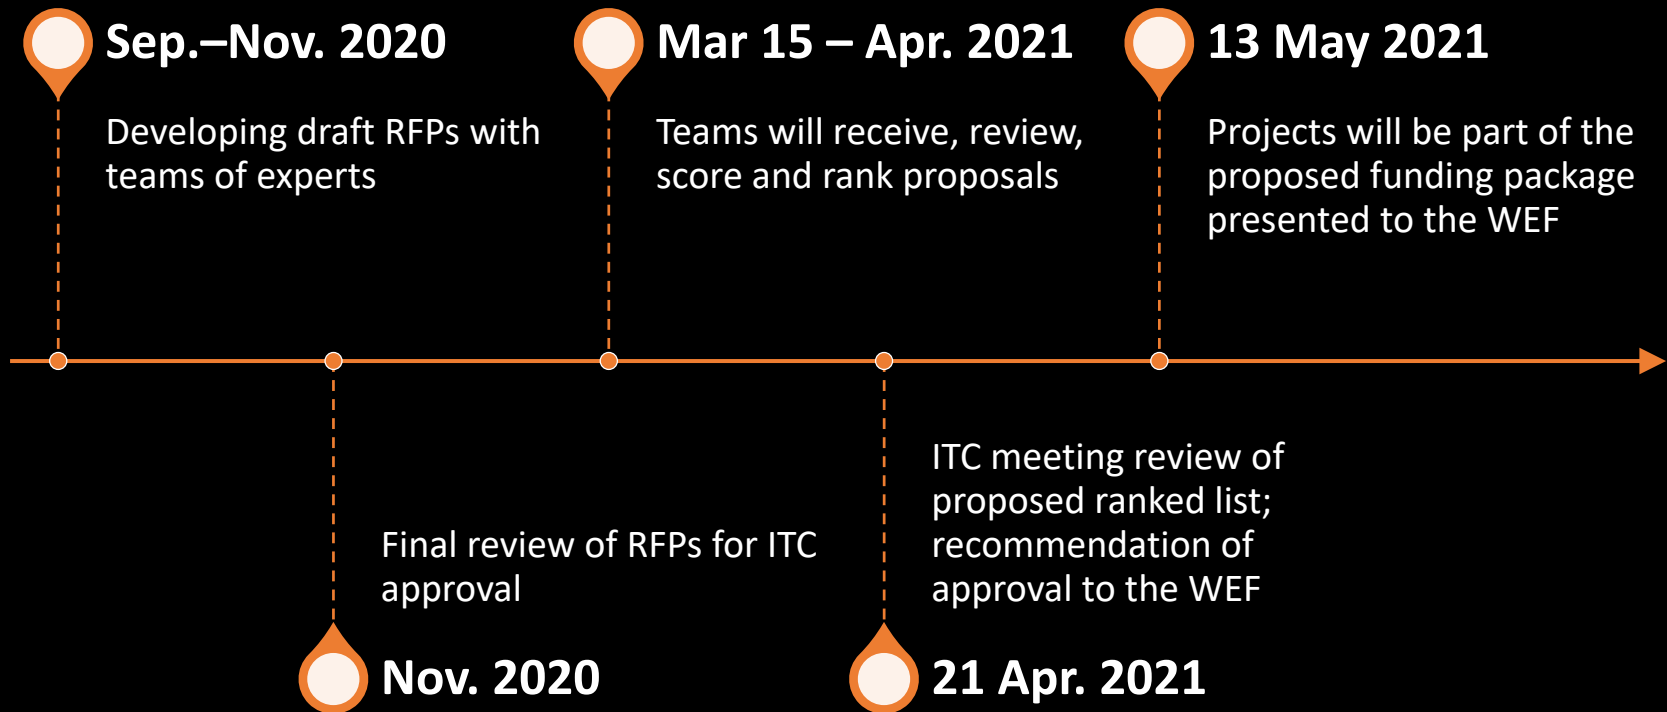 Sep.–Nov. 2020
Developing draft RFPs with
teams of experts
Mar 15 – Apr. 2021
Teams will receive, review,
score and rank proposals
13 May 2021
Projects will be part of the
proposed funding package
presented to the WEF
Final review of RFPs for ITC
approval
Nov. 2020
ITC meeting review of
proposed ranked list;
recommendation of
approval to the WEF
21 Apr. 2021